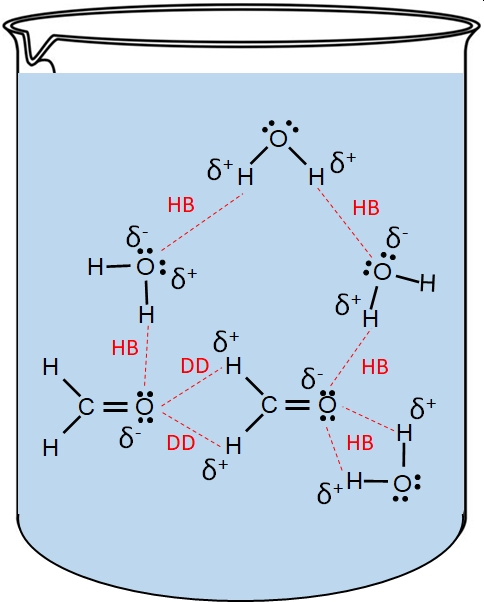 O
δ+ H H δ+
HB HB
δ- δ-
H O δ+ O H
δ+
H H
HB δ+ HB
H DD H δ- δ+
C = O C = O HB H
δ- DD
H H
δ+ δ+ H O